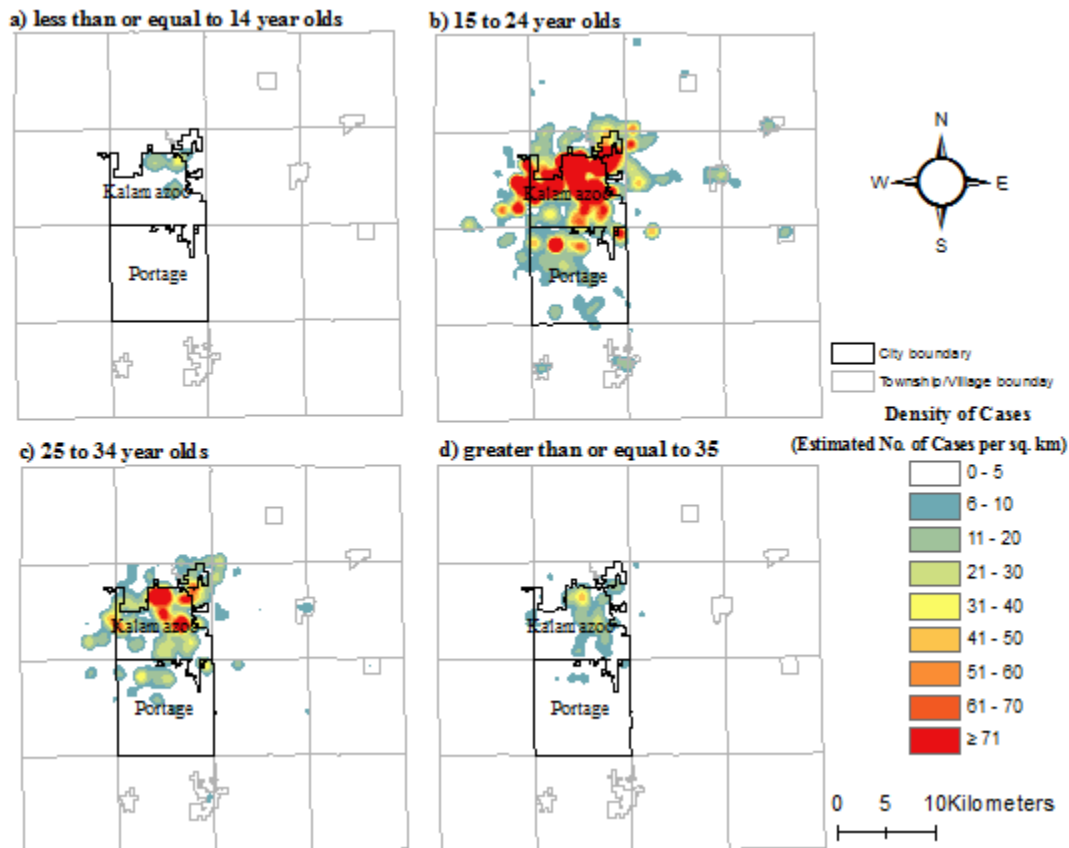 a) less than or equal to 14 year olds
Kalamazoo
Portage
b) 15 to 24 year olds
Kalamazoo
Portage
N
W
E
S
City boundary
Township/Village bounday
Density of Cases
(Estimated No. of Cases per sq. km)
0 - 5
6 - 10
11 - 20
21 - 30
31 - 40
41 - 50
51 - 60
61 - 70
≥ 71
0 5 10Kilometers
c) 25 to 34 year olds
Kalamazoo
Portage
d) greater than or equal to 35
Kalamazoo
Portage